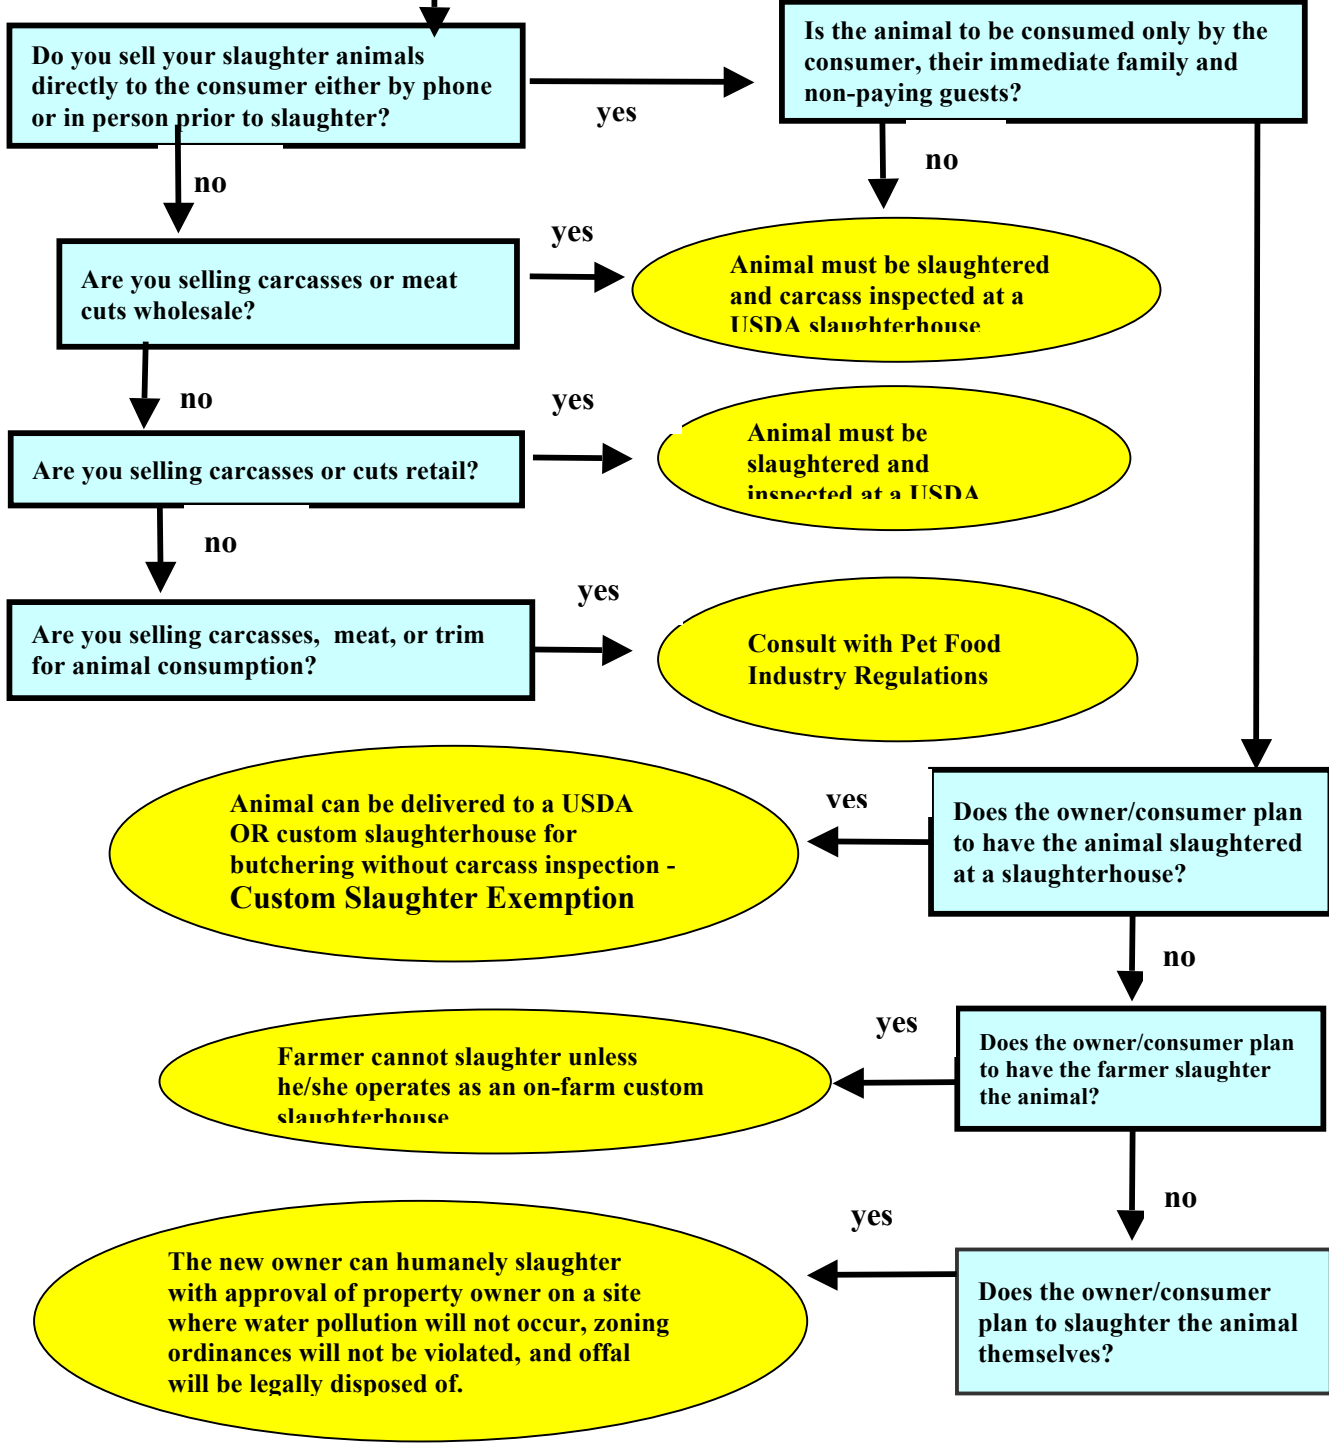 Do you sell your slaughter animals
directly to the consumer either by phone
or in person prior to slaughter?
yes
Is the animal to be consumed only by the
consumer, their immediate family and
non-paying guests?
no
no
Are you selling carcasses or meat
cuts wholesale?
yes
Animal must be slaughtered
and carcass inspected at a
USDA slaughterhouse
no
Are you selling carcasses or cuts retail?
yes
Animal must be
slaughtered and
inspected at a USDA
no
Are you selling carcasses, meat, or trim
for animal consumption?
yes
Consult with Pet Food
Industry Regulations
Does the owner/consumer plan
to have the animal slaughtered
at a slaughterhouse?
yes
Animal can be delivered to a USDA
OR custom slaughterhouse for
butchering without carcass inspection -
Custom Slaughter Exemption
no
Does the owner/consumer plan
to have the farmer slaughter
the animal?
yes
Farmer cannot slaughter unless
he/she operates as an on-farm custom
slaughterhouse
no
Does the owner/consumer
plan to slaughter the animal
themselves?
yes
The new owner can humanely slaughter
with approval of property owner on a site
where water pollution will not occur, zoning
ordinances will not be violated, and offal
will be legally disposed of.